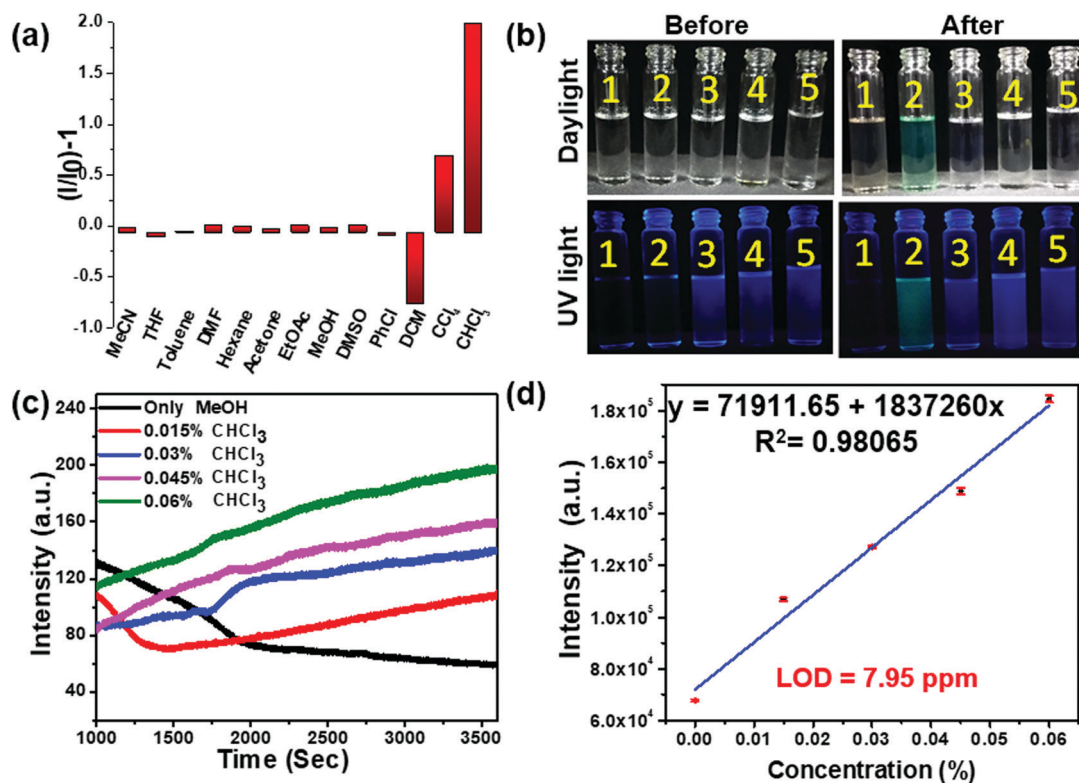 (a)
(I/I0)-1
2.0
1.5
1.0
0.5
0.0
-0.5
-1.0
MeCN
THF
Toluene
DMF
Hexane
Acetone
EtOAc
MeOH
DMSO
PhCl
DCM
CCl4
CHCl3
(b)
Before
After
Daylight
1 2 3 4 5
1 2 3 4 5
UV light
1 2 3 4 5
1 2 3 4 5
(c)
Intensity (a.u.)
240
200
160
120
80
40
Only MeOH
0.015% CHCl3
0.03% CHCl3
0.045% CHCl3
0.06% CHCl3
1000 1500 2000 2500 3000 3500
Time (Sec)
(d)
Intensity (a.u.)
1.8x10⁵
1.6x10⁵
1.4x10⁵
1.2x10⁵
1.0x10⁵
8.0x10⁴
6.0x10⁴
y = 71911.65 + 1837260x
R²= 0.98065
LOD = 7.95 ppm
0.00 0.01 0.02 0.03 0.04 0.05 0.06
Concentration (%)